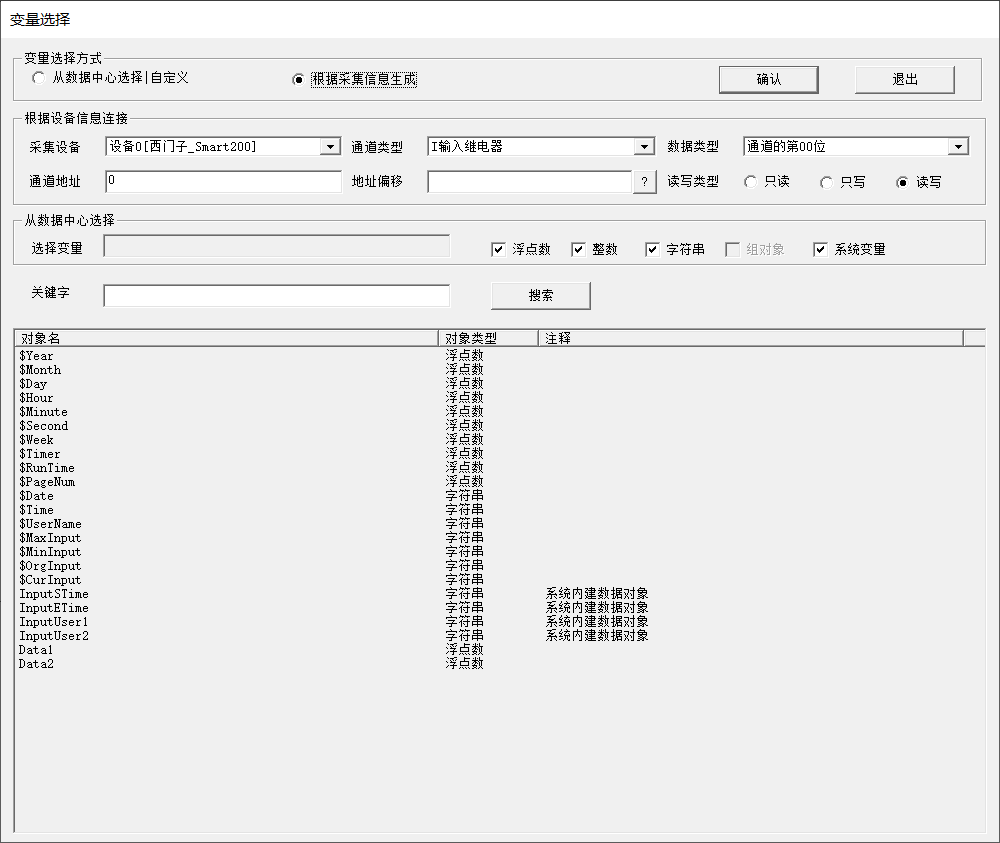 变量选择
变量选择方式
从数据中心选择|自定义 根据采集信息生成 确认 退出
根据设备信息连接
采集设备 设备0[西门子_Smart200] 通道类型 I输入继电器 数据类型 通道的第00位
通道地址 0 地址偏移 ? 读写类型 只读 只写 读写
从数据中心选择
选择变量 浮点数 整数 字符串 组对象 系统变量
关键字 搜索
对象名 对象类型 注释
$Year 浮点数
$Month 浮点数
$Day 浮点数
$Hour 浮点数
$Minute 浮点数
$Second 浮点数
$Week 浮点数
$Timer 浮点数
$RunTime 浮点数
$PageNum 浮点数
$Date 字符串
$Time 字符串
$UserName 字符串
$MaxInput 字符串
$MinInput 字符串
$OrgInput 字符串
$CurInput 字符串
InputSTime 字符串 系统内建数据对象
InputETime 字符串 系统内建数据对象
InputUser1 字符串 系统内建数据对象
InputUser2 字符串 系统内建数据对象
Data1 浮点数
Data2 浮点数